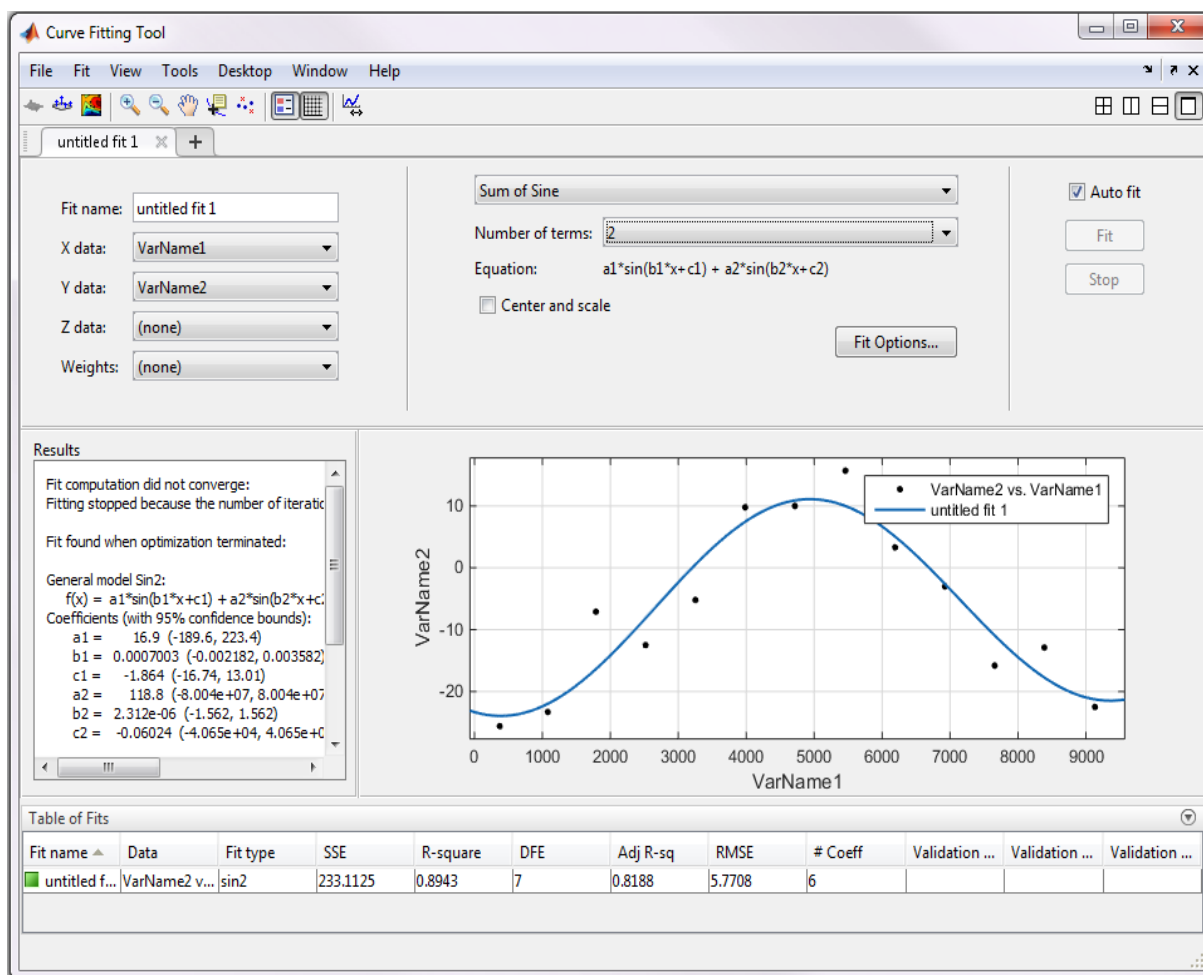 Curve Fitting Tool
File Fit View Tools Desktop Window Help
untitled fit 1
Fit name: untitled fit 1
X data: VarName1
Y data: VarName2
Z data: (none)
Weights: (none)
Sum of Sine
Number of terms: 2
Equation: a1*sin(b1*x+c1) + a2*sin(b2*x+c2)
Center and scale
Fit Options...
Auto fit
Fit
Stop
Results
Fit computation did not converge:
Fitting stopped because the number of iteratic
Fit found when optimization terminated:
General model Sin2:
f(x) = a1*sin(b1*x+c1) + a2*sin(b2*x+c2
Coefficients (with 95% confidence bounds):
a1 = 16.9 (-189.6, 223.4)
b1 = 0.0007003 (-0.002182, 0.003582)
c1 = -1.864 (-16.74, 13.01)
a2 = 118.8 (-8.004e+07, 8.004e+07
b2 = 2.312e-06 (-1.562, 1.562)
c2 = -0.06024 (-4.065e+04, 4.065e+0
VarName2 vs. VarName1
untitled fit 1
10
0
-10
-20
VarName2
0 1000 2000 3000 4000 5000 6000 7000 8000 9000
VarName1
Table of Fits
Fit name Data Fit type SSE R-square DFE Adj R-sq RMSE # Coeff Validation ... Validation ... Validation ...
untitled f... VarName2 v... sin2 233.1125 0.8943 7 0.8188 5.7708 6